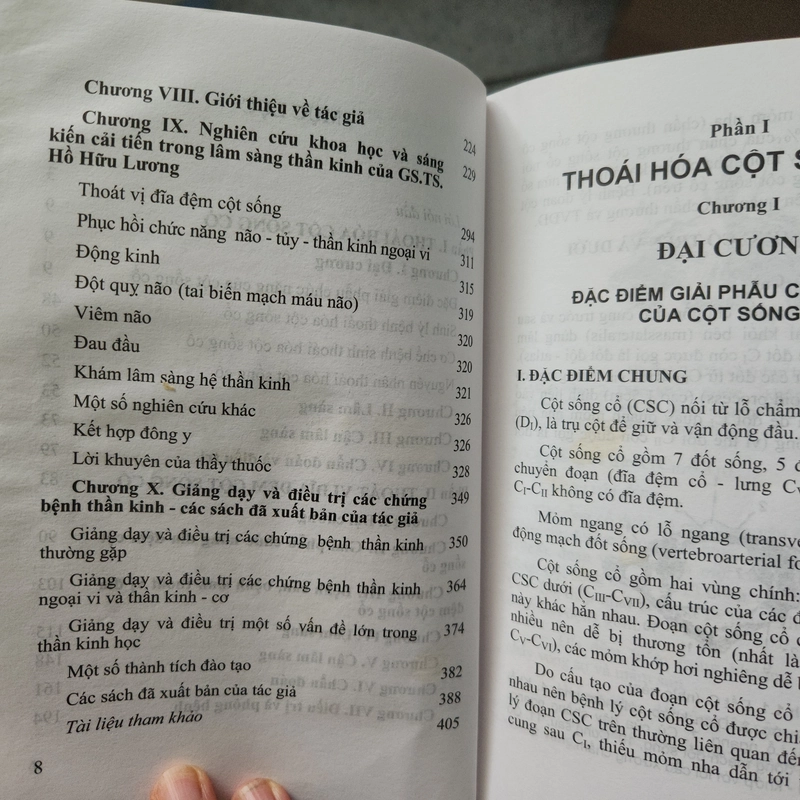 Chương VIII. Giới thiệu về tác giả 224
Chương IX. Nghiên cứu khoa học và sáng 229
kiến cải tiến trong lâm sàng thần kinh của GS.TS.
Hồ Hữu Lương
Thoát vị đĩa đệm cột sống 294
Phục hồi chức năng não - tủy - thần kinh ngoại vi 311
Động kinh 315
Đột quỵ não (tai biến mạch máu não) 319
Viêm não 320
Đau đầu 320
Khám lâm sàng hệ thần kinh 321
Một số nghiên cứu khác 326
Kết hợp đông y 326
Lời khuyên của thầy thuốc 328
Chương X. Giảng dạy và điều trị các chứng 349
bệnh thần kinh - các sách đã xuất bản của tác giả
Giảng dạy và điều trị các chứng bệnh thần kinh 350
thường gặp
Giảng dạy và điều trị các chứng bệnh thần kinh 364
ngoại vi và thần kinh - cơ
Giảng dạy và điều trị một số vấn đề lớn trong 374
thần kinh học
Một số thành tích đào tạo 382
Các sách đã xuất bản của tác giả 388
Tài liệu tham khảo 405
8
Phần I
THOÁI HÓA CỘT
Chương I
ĐẠI CƯƠN
ĐẶC ĐIỂM GIẢI PHẪU
CỦA CỘT SỐNG
I. ĐẶC ĐIỂM CHUNG
Cột sống cổ (CSC) nối từ lỗ chẩm
(DI), là trụ cột để giữ và vận động đầu.
Cột sống cổ gồm 7 đốt sống, 5 đ
chuyển đoạn (đĩa đệm cổ - lưng
CI-CII không có đĩa đệm.
Mỏm ngang có lỗ ngang
động mạch đốt sống (vertebroarterial
Cột sống cổ gồm hai vùng chính:
CSC dưới (CIII-CVII), cấu trúc của các
này khác hẳn nhau. Đoạn cột sống cổ
nhiều nên dễ bị thương tổn (nhất là
CV-CVI), các mỏm khớp hơi nghiêng dễ
Do cấu tạo của đoạn cột sống cổ
nhau nên bệnh lý cột sống cổ được
lý đoạn CSC trên thường liên quan đến
cung sau CI, thiếu mỏm nha dẫn tới